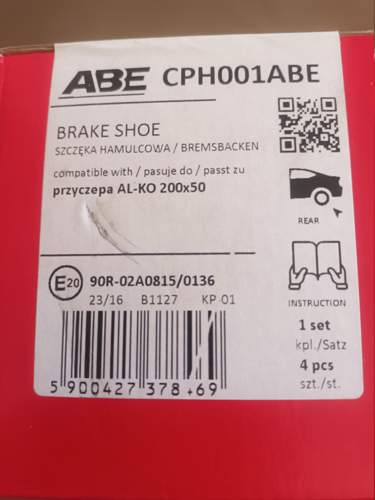 ABE CPH001ABE
BRAKE SHOE
SZCZĘKA HAMULCOWA / BREMSBACKEN
compatible with / pasuje do / passt zu
przyczepa AL-KO 200x50
REAR
E20 90R-02A0815/0136
23/16 B1127 KP 01
INSTRUCTION
1 set
kpl./Satz
4 pcs
szt./st.
5 900427 378469